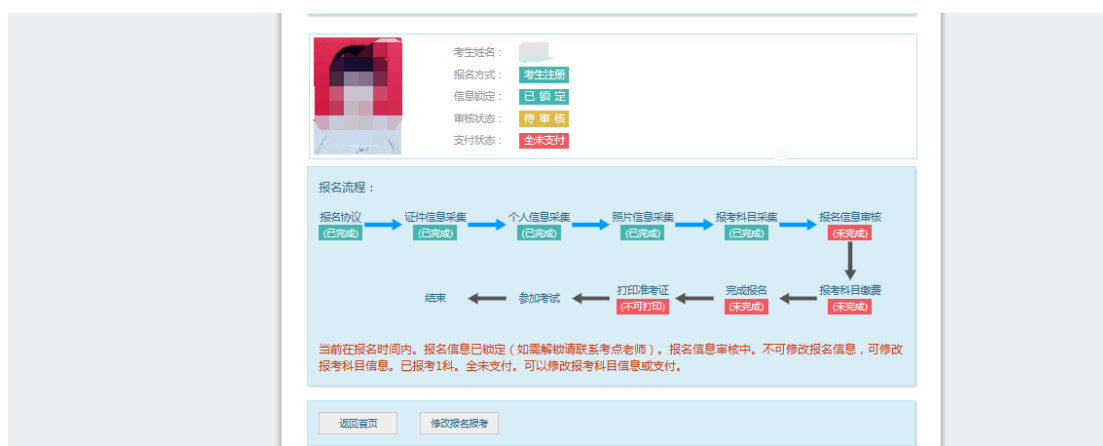 考生姓名：
报名方式： 考生注册
信息锁定： 已 锁 定
审核状态： 待 审 核
支付状态： 全未支付
报名流程：
报名协议 证件信息采集 个人信息采集 照片信息采集 报考科目采集 报名信息审核
(已完成) (已完成) (已完成) (已完成) (已完成) (未完成)
结束 参加考试 打印准考证 完成报名 报考科目缴费
(不可打印) (未完成) (未完成)
当前在报名时间内。报名信息已锁定（如需解锁请联系考点老师）。报名信息审核中。不可修改报名信息，可修改
报考科目信息。已报考1科。全未支付。可以修改报考科目信息或支付。
返回首页 修改报名报考